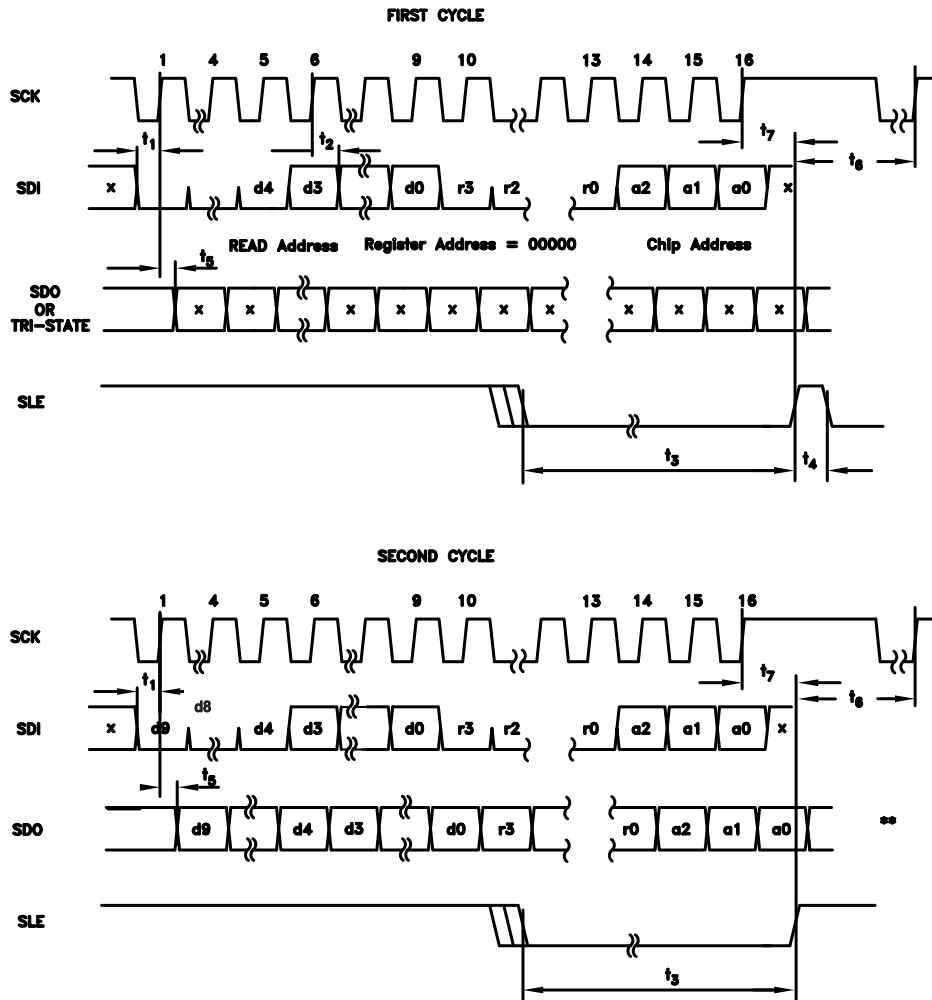 FIRST CYCLE
1 4 5 6 9 10 13 14 15 16
SCK
t1 t2 t7 t6
SDI x d4 d3 d0 r3 r2 r0 a2 a1 a0 x
READ Address Register Address = 00000 Chip Address
t5
SDO
OR
TRI-STATE
x x x x x x x x x x x
SLE
t3 t4
SECOND CYCLE
1 4 5 6 9 10 13 14 15 16
SCK
t1 t7 t6
d8
SDI x d9 d4 d3 d0 r3 r2 r0 a2 a1 a0 x
t5
SDO d9 d4 d3 d0 r3 r0 a2 a1 a0 **
SLE
t3